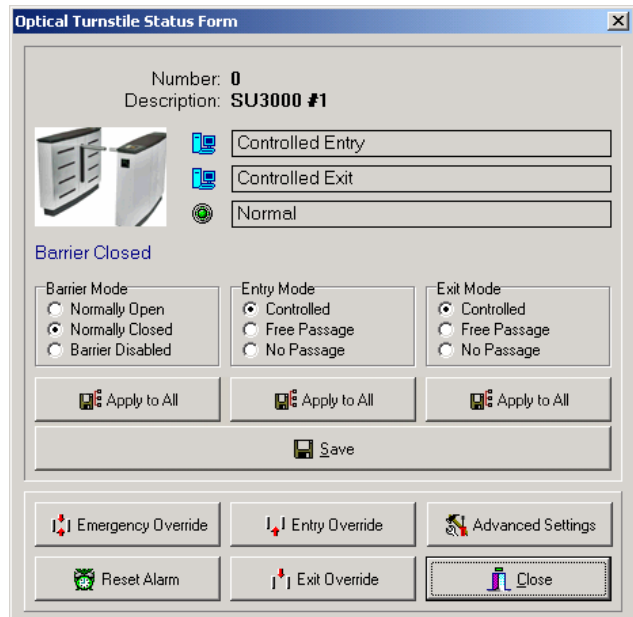 Optical Turnstile Status Form
Number: 0
Description: SU3000 #1
Controlled Entry
Controlled Exit
Normal
Barrier Closed
Barrier Mode
Normally Open
Normally Closed
Barrier Disabled
Entry Mode
Controlled
Free Passage
No Passage
Exit Mode
Controlled
Free Passage
No Passage
Apply to All
Apply to All
Apply to All
Save
Emergency Override
Entry Override
Advanced Settings
Reset Alarm
Exit Override
Close